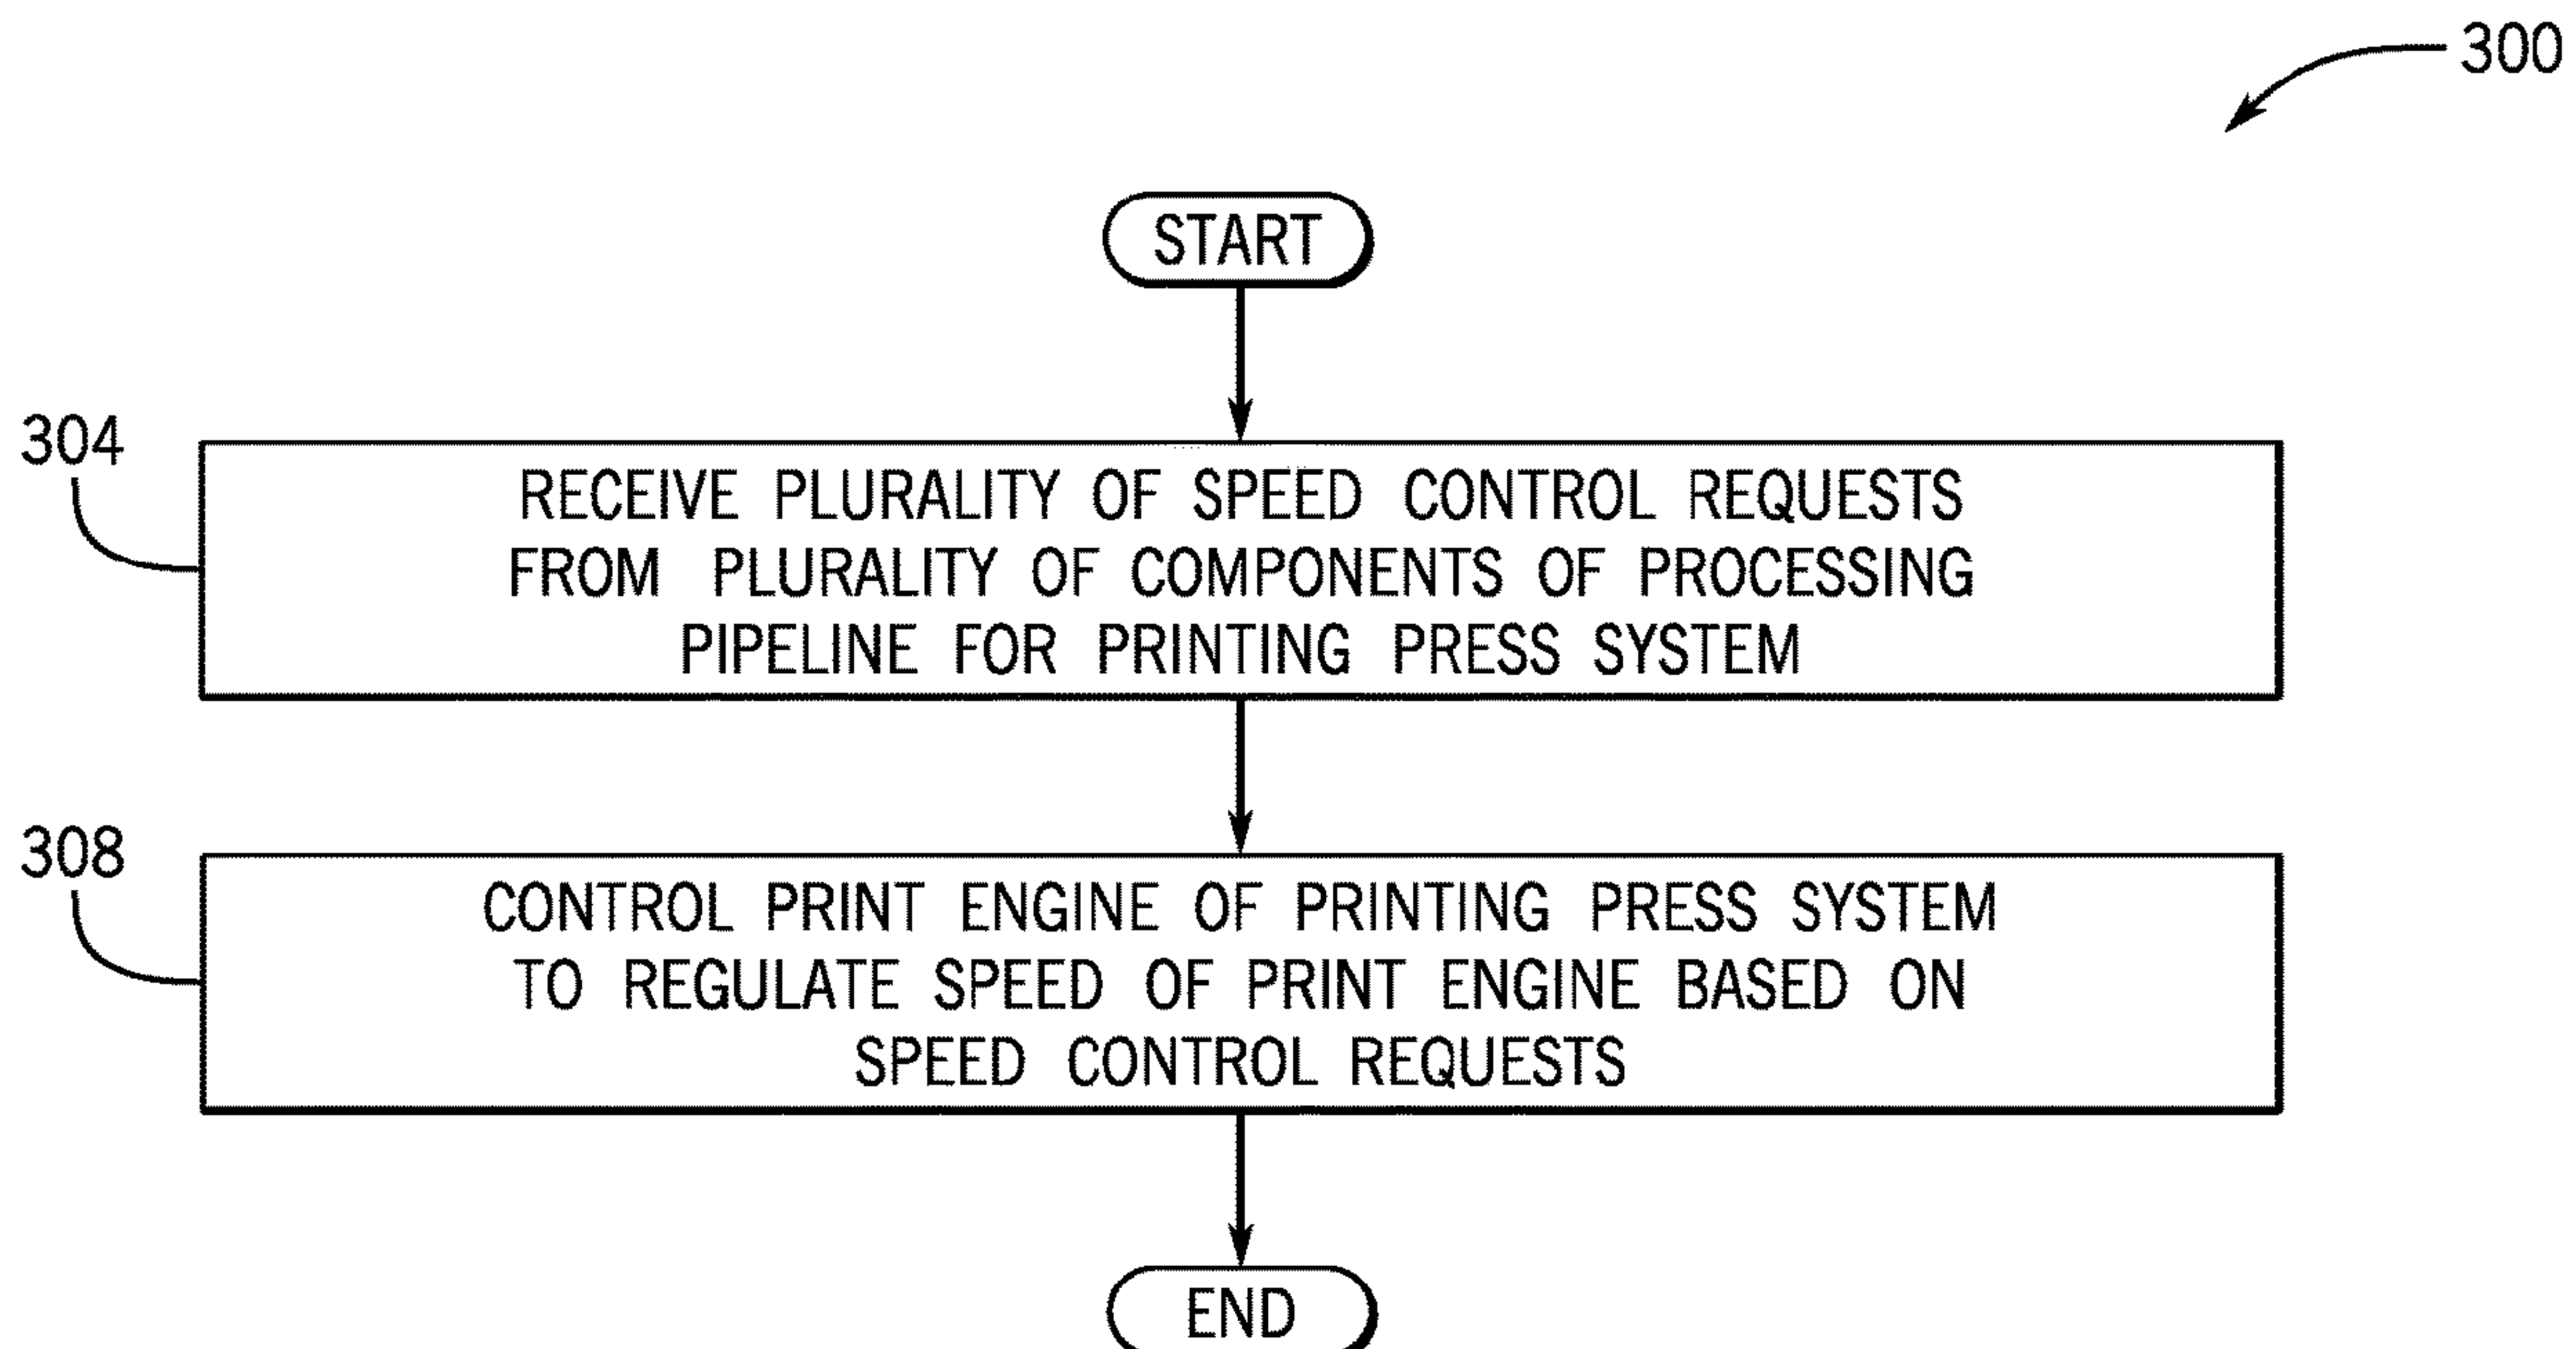 300
START
304
RECEIVE PLURALITY OF SPEED CONTROL REQUESTS
FROM PLURALITY OF COMPONENTS OF PROCESSING
PIPELINE FOR PRINTING PRESS SYSTEM
308
CONTROL PRINT ENGINE OF PRINTING PRESS SYSTEM
TO REGULATE SPEED OF PRINT ENGINE BASED ON
SPEED CONTROL REQUESTS
END